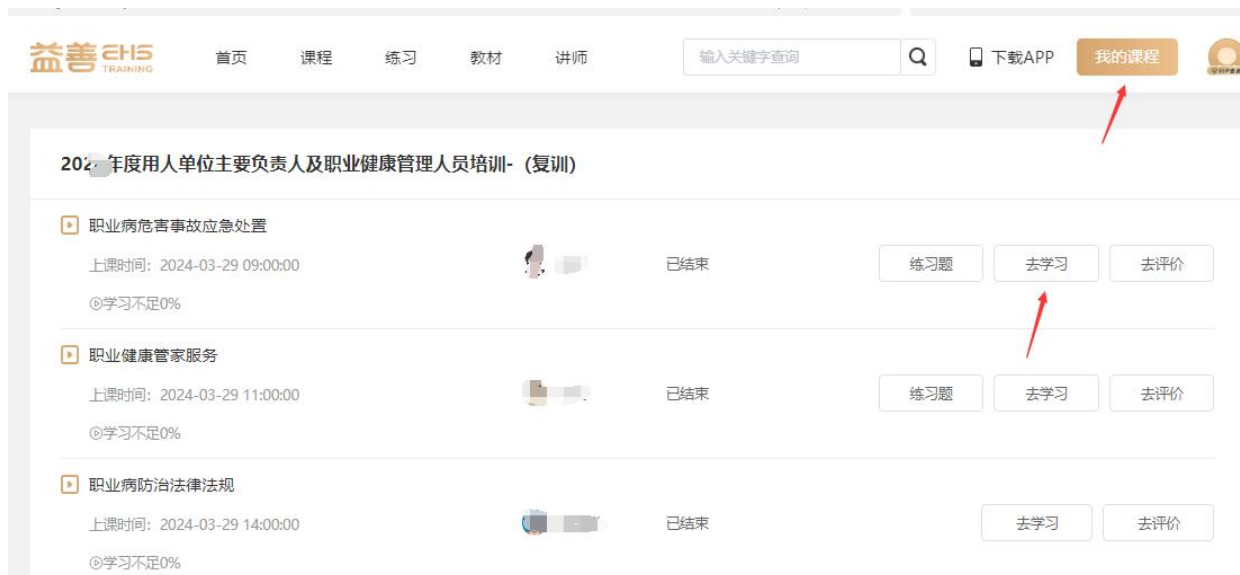 益善 EHS TRAINING 首页 课程 练习 教材 讲师 输入关键字查询 下载APP 我的课程
202 年度用人单位主要负责人及职业健康管理人员培训-（复训）
职业病危害事故应急处置
上课时间：2024-03-29 09:00:00 已结束 练习题 去学习 去评价
学习不足0%
职业健康管家服务
上课时间：2024-03-29 11:00:00 已结束 练习题 去学习 去评价
学习不足0%
职业病防治法律法规
上课时间：2024-03-29 14:00:00 已结束 去学习 去评价
学习不足0%